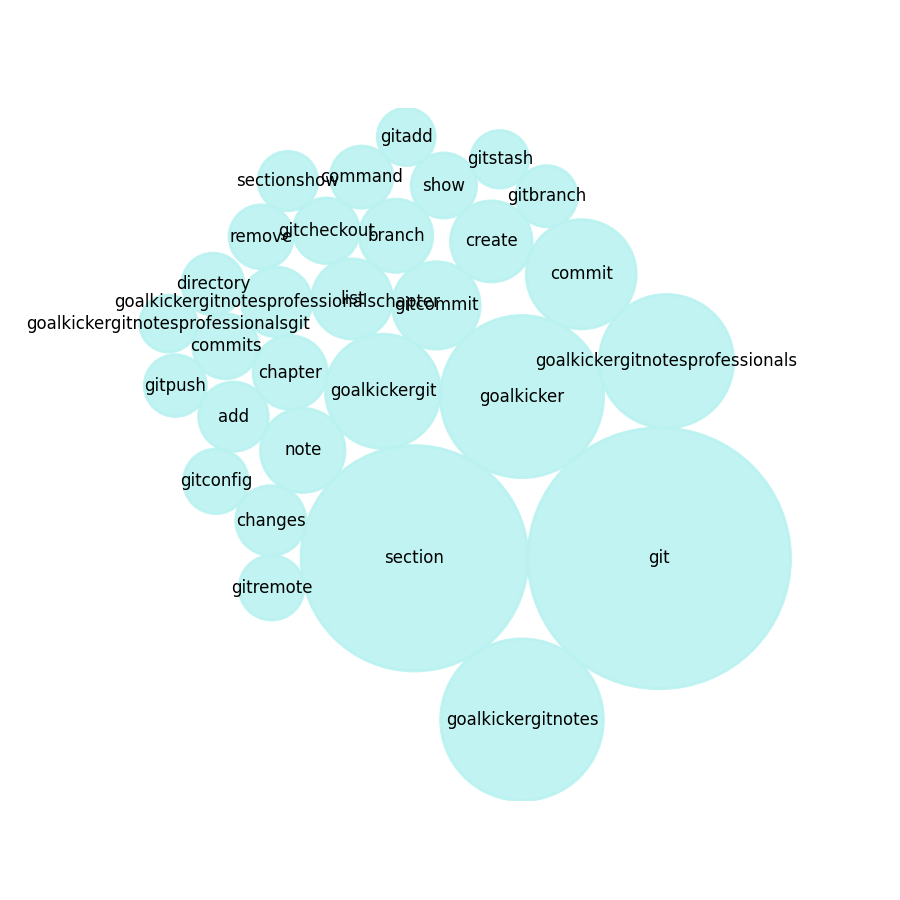 gitadd
gitstash
command
sectionshow
show
gitbranch
gitcheckout
branch
remove
create
commit
directory
list
goalkickergitnotesprofessionalschapter
gitcommit
goalkickergitnotesprofessionalsgit
commits
goalkickergitnotesprofessionals
chapter
gitpush
goalkickergit
goalkicker
add
note
gitconfig
changes
section
git
gitremote
goalkickergitnotes